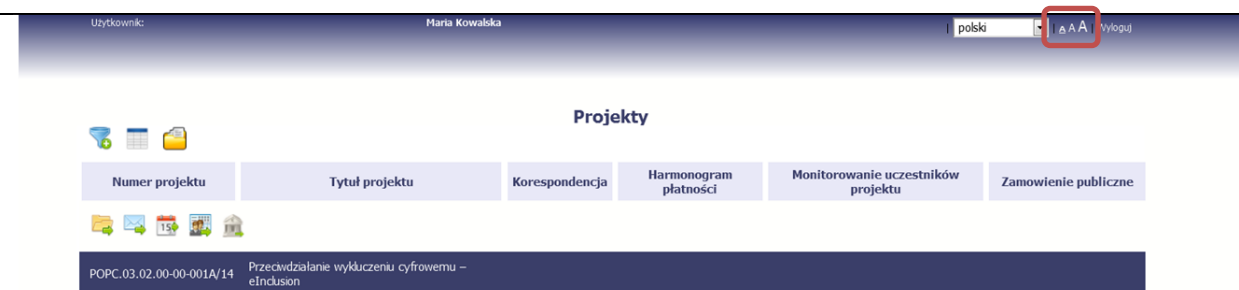 Użytkownik: Maria Kowalska | polski | A A A | Wyloguj
Projekty
Numer projektu Tytuł projektu Korespondencja Harmonogram płatności Monitorowanie uczestników projektu Zamowienie publiczne
15
POPC.03.02.00-00-001A/14 Przeciwdziałanie wykluczeniu cyfrowemu –
eInclusion